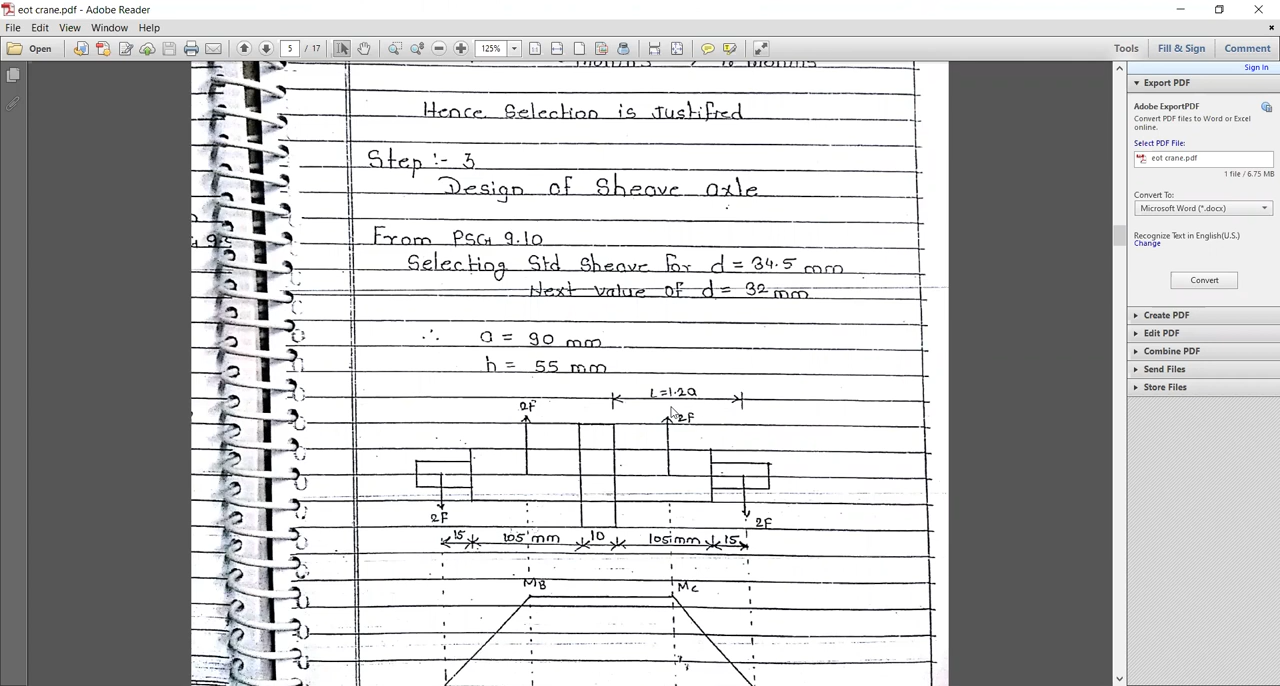 eot crane.pdf - Adobe Reader
File Edit View Window Help
Open 5 / 17 125% Tools Fill & Sign Comment
Sign In
Export PDF
Adobe ExportPDF
Convert PDF files to Word or Excel online.
Select PDF File:
eot crane.pdf
1 file / 6.75 MB
Convert To:
Microsoft Word (*.docx)
Recognize Text in English(U.S.)
Change
Convert
Create PDF
Edit PDF
Combine PDF
Send Files
Store Files
Hence Selection is Justified
Step :- 3
Design of Sheave axle
From PSG 9.10
Selecting Std Sheave for d = 34.5 mm
Next value of d = 32 mm
∴ a = 90 mm
h = 55 mm
L=1.2a
2F 2F
2F 2F
15 105 mm 10 105 mm 15
MB MC